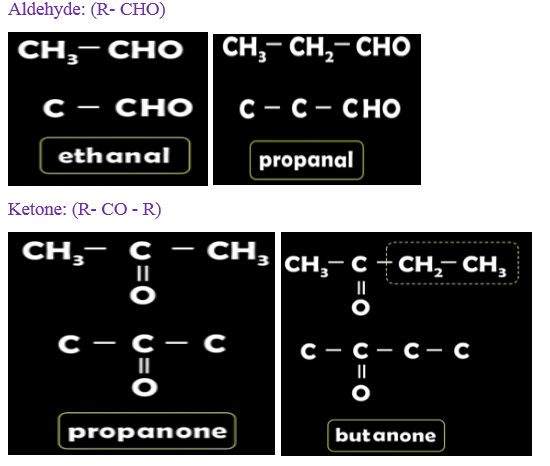 Aldehyde: (R- CHO)
CH₃— CHO
C — CHO
ethanal
CH₃— CH₂— CHO
C — C — CHO
propanal
Ketone: (R- CO - R)
CH₃— C — CH₃
||
O
C — C — C
||
O
propanone
CH₃— C — CH₂— CH₃
||
O
C — C — C — C
||
O
butanone